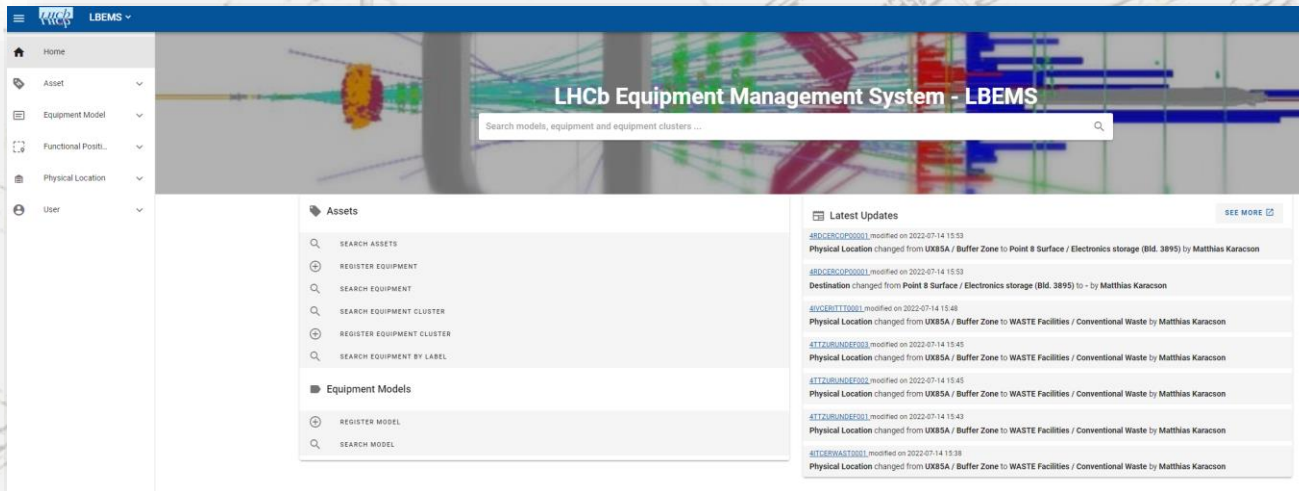 LHCb LBEMS
Home
Asset
Equipment Model
Functional Positi...
Physical Location
User
LHCb Equipment Management System - LBEMS
Search models, equipment and equipment clusters ...
Assets
SEARCH ASSETS
REGISTER EQUIPMENT
SEARCH EQUIPMENT
SEARCH EQUIPMENT CLUSTER
REGISTER EQUIPMENT CLUSTER
SEARCH EQUIPMENT BY LABEL
Equipment Models
REGISTER MODEL
SEARCH MODEL
Latest Updates
SEE MORE
4RDCERCOP00001 modified on 2022-07-14 15:53
Physical Location changed from UX85A / Buffer Zone to Point 8 Surface / Electronics storage (Bld. 3895) by Matthias Karacson
4RDCERCOP00001 modified on 2022-07-14 15:53
Destination changed from Point 8 Surface / Electronics storage (Bld. 3895) to - by Matthias Karacson
4IVCERITTT0001 modified on 2022-07-14 15:48
Physical Location changed from UX85A / Buffer Zone to WASTE Facilities / Conventional Waste by Matthias Karacson
4TTZURUNDEF003 modified on 2022-07-14 15:45
Physical Location changed from UX85A / Buffer Zone to WASTE Facilities / Conventional Waste by Matthias Karacson
4TTZURUNDEF002 modified on 2022-07-14 15:45
Physical Location changed from UX85A / Buffer Zone to WASTE Facilities / Conventional Waste by Matthias Karacson
4TTZURUNDEF001 modified on 2022-07-14 15:43
Physical Location changed from UX85A / Buffer Zone to WASTE Facilities / Conventional Waste by Matthias Karacson
4ITCERWAST0001 modified on 2022-07-14 15:38
Physical Location changed from UX85A / Buffer Zone to WASTE Facilities / Conventional Waste by Matthias Karacson